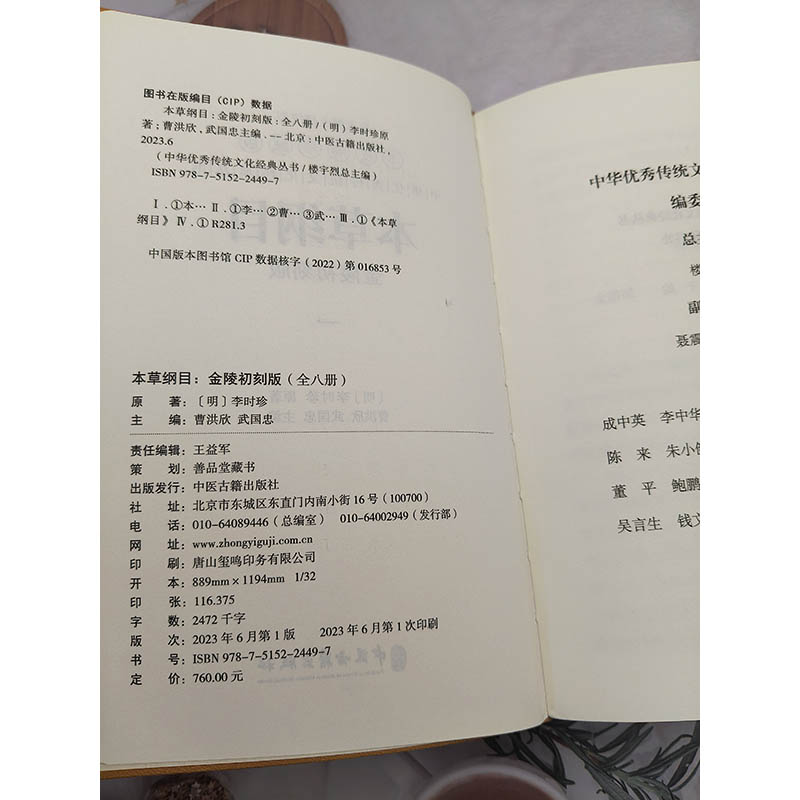 图书在版编目（CIP）数据
本草纲目：金陵初刻版：全八册 /（明）李时珍原
著；曹洪欣，武国忠主编. -- 北京：中医古籍出版社，
2023.6
（中华优秀传统文化经典丛书 / 楼宇烈总主编）
ISBN 978-7-5152-2449-7
Ⅰ. ①本… Ⅱ. ①李… ②曹… ③武… Ⅲ. ①《本草
纲目》Ⅳ. ① R281.3
中国版本图书馆 CIP 数据核字（2022）第 016853 号
本草纲目：金陵初刻版（全八册）
原 著：〔明〕李时珍
主 编：曹洪欣 武国忠
责任编辑：王益军
策 划：善品堂藏书
出版发行：中医古籍出版社
社 址：北京市东城区东直门内南小街 16 号（100700）
电 话：010-64089446（总编室） 010-64002949（发行部）
网 址：www.zhongyiguji.com.cn
印 刷：唐山玺鸣印务有限公司
开 本：889mm×1194mm 1/32
印 张：116.375
字 数：2472 千字
版 次：2023 年 6 月第 1 版 2023 年 6 月第 1 次印刷
书 号：ISBN 978-7-5152-2449-7
定 价：760.00 元
中华优秀传统文
编委
总
楼
副
聂震
成中英 李中华
陈 来 朱小健
董 平 鲍鹏
吴言生 钱文